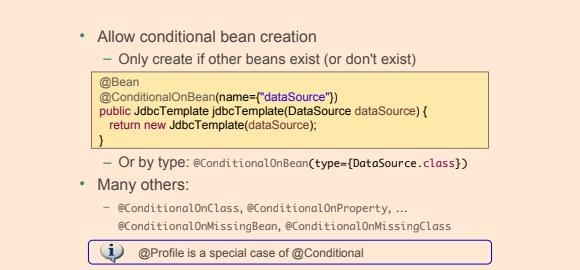 • Allow conditional bean creation
– Only create if other beans exist (or don't exist)
@Bean
@ConditionalOnBean(name={"dataSource"})
public JdbcTemplate jdbcTemplate(DataSource dataSource) {
return new JdbcTemplate(dataSource);
}
– Or by type: @ConditionalOnBean(type={DataSource.class})
• Many others:
– @ConditionalOnClass, @ConditionalOnProperty, ...
@ConditionalOnMissingBean, @ConditionalOnMissingClass
i @Profile is a special case of @Conditional